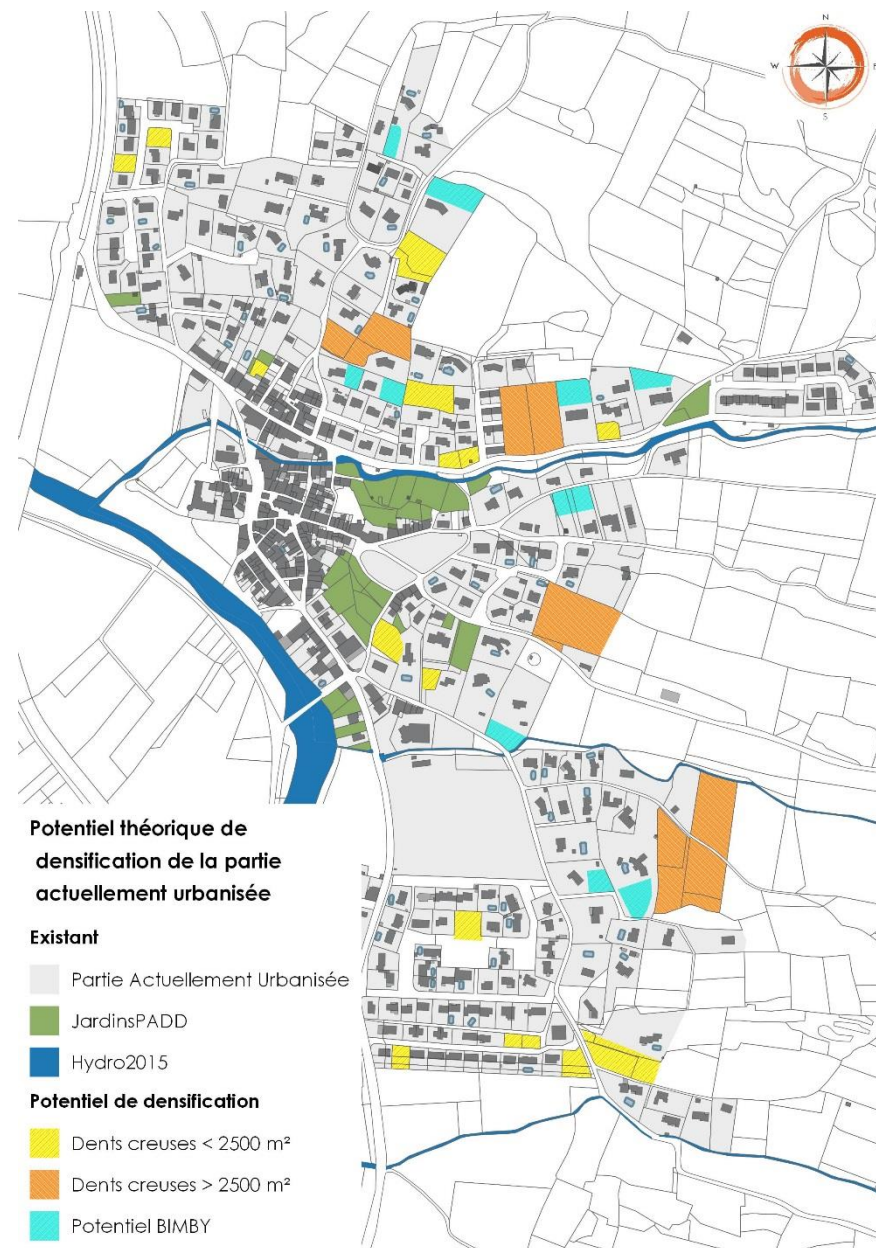 N
W
E
S
Potentiel théorique de
densification de la partie
actuellement urbanisée
Existant
Partie Actuellement Urbanisée
JardinsPADD
Hydro2015
Potentiel de densification
Dents creuses < 2500 m²
Dents creuses > 2500 m²
Potentiel BIMBY